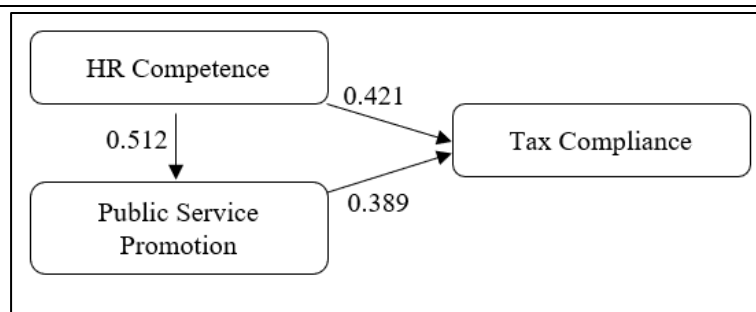 HR Competence
0.421
Tax Compliance
0.512
Public Service
Promotion
0.389